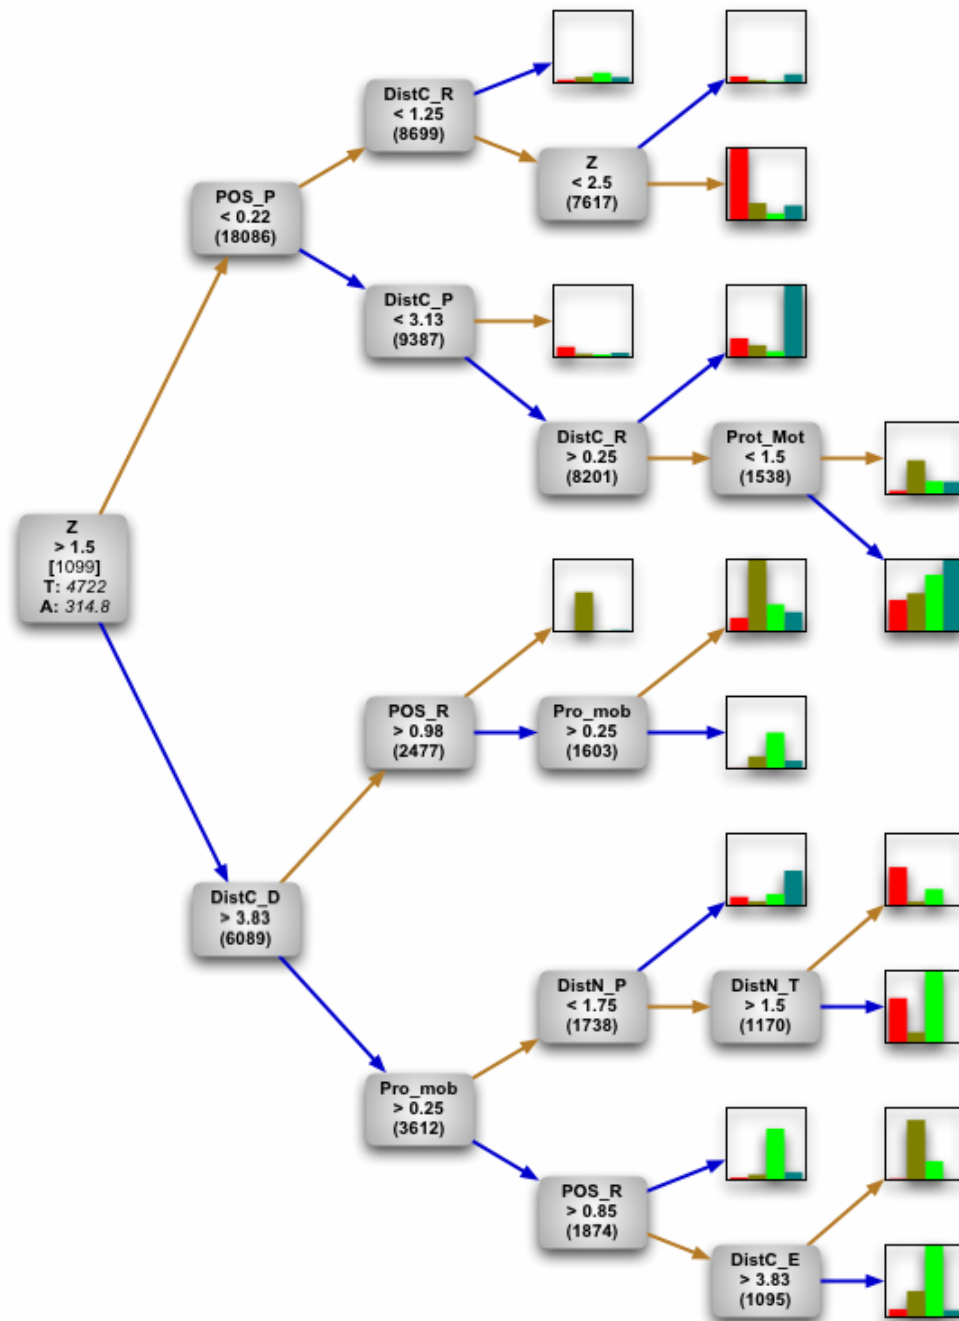 DistC_R
< 1.25
(8699)
Z
< 2.5
(7617)
POS_P
< 0.22
(18086)
DistC_P
< 3.13
(9387)
DistC_R
> 0.25
(8201)
Prot_Mot
< 1.5
(1538)
Z
> 1.5
[1099]
T: 4722
A: 314.8
POS_R
> 0.98
(2477)
Pro_mob
> 0.25
(1603)
DistC_D
> 3.83
(6089)
DistN_P
< 1.75
(1738)
DistN_T
> 1.5
(1170)
Pro_mob
> 0.25
(3612)
POS_R
> 0.85
(1874)
DistC_E
> 3.83
(1095)